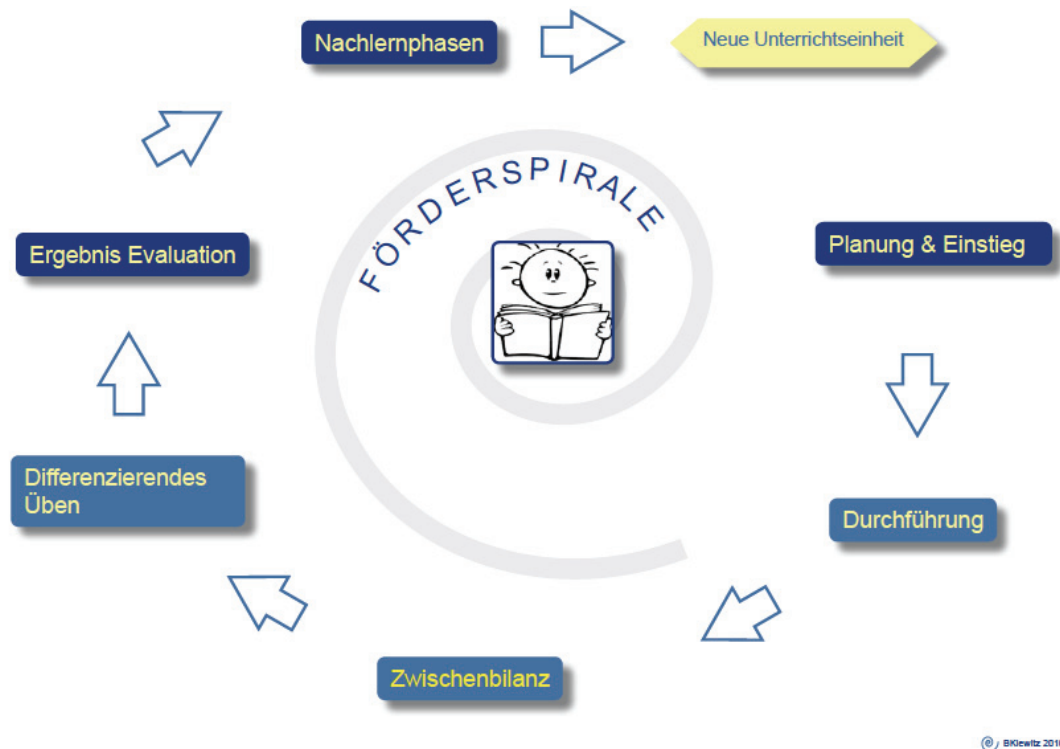 Nachlernphasen
Neue Unterrichtseinheit
FÖRDERSPIRALE
Ergebnis Evaluation
Planung & Einstieg
Differenzierendes
Üben
Durchführung
Zwischenbilanz
BKlewitz